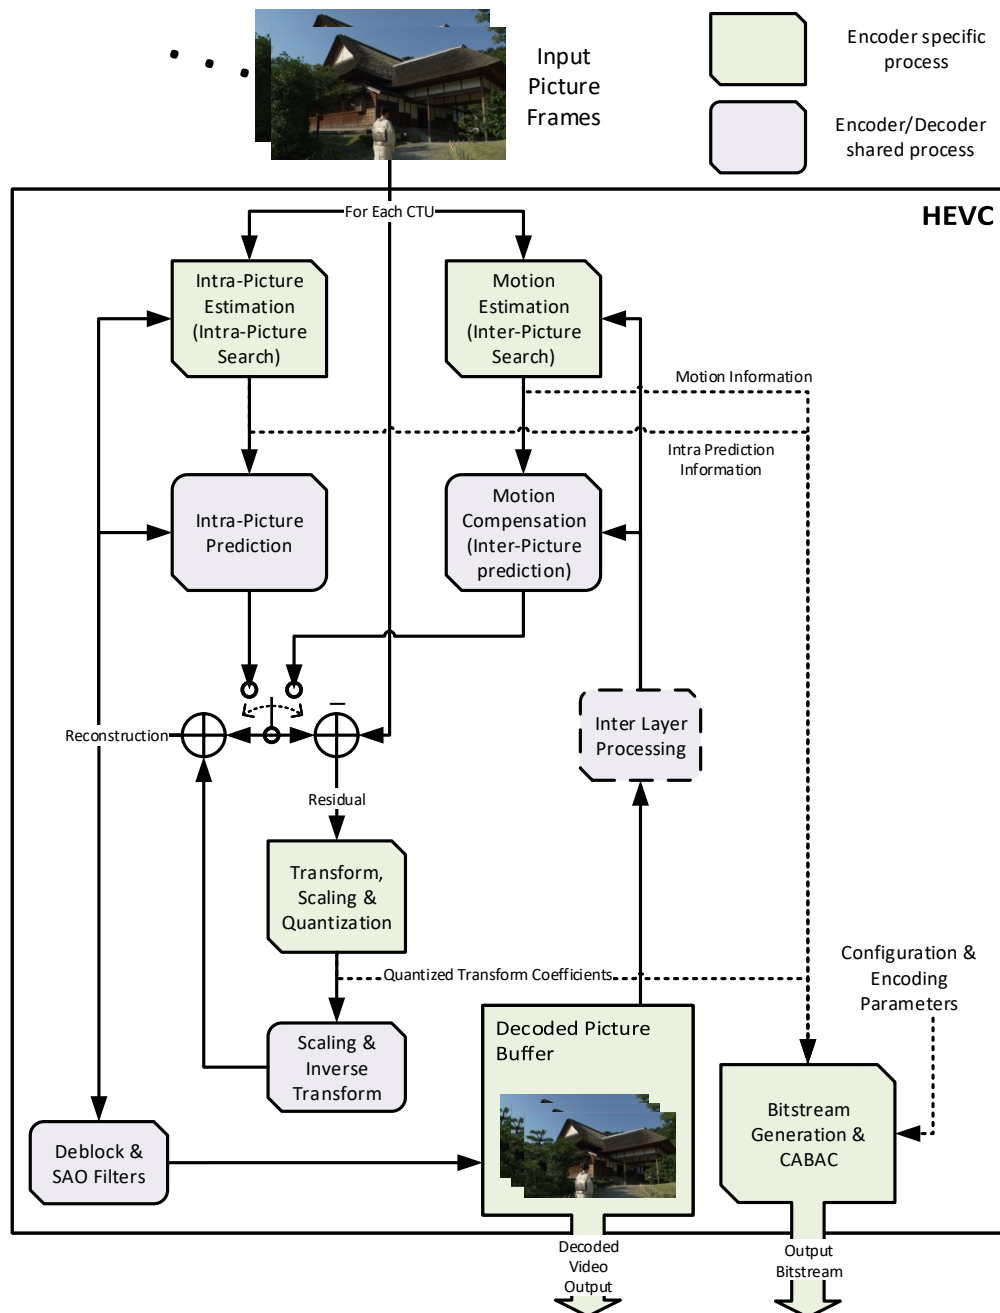 Input
Picture
Frames
Encoder specific
process
Encoder/Decoder
shared process
HEVC
For Each CTU
Intra-Picture
Estimation
(Intra-Picture
Search)
Motion
Estimation
(Inter-Picture
Search)
Motion Information
Intra Prediction
Information
Intra-Picture
Prediction
Motion
Compensation
(Inter-Picture
prediction)
Reconstruction
Inter Layer
Processing
Residual
Transform,
Scaling &
Quantization
Quantized Transform Coefficients
Configuration &
Encoding
Parameters
Scaling &
Inverse
Transform
Decoded Picture
Buffer
Bitstream
Generation &
CABAC
Deblock &
SAO Filters
Decoded
Video
Output
Output
Bitstream